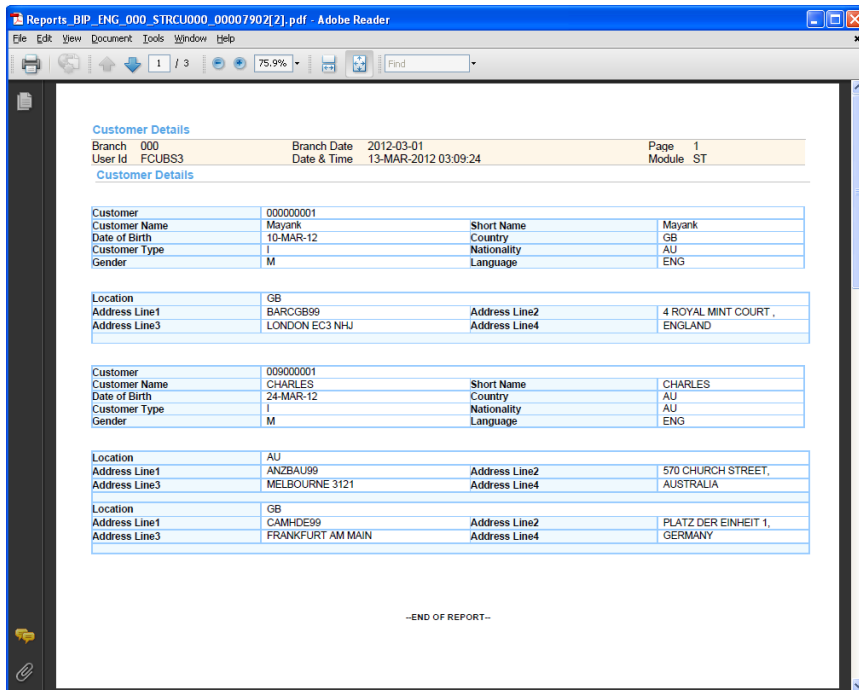 Reports_BIP_ENG_000_STRCU000_00007902[2].pdf - Adobe Reader
File Edit View Document Tools Window Help
1 / 3 75.9% Find
Customer Details
Branch 000 Branch Date 2012-03-01 Page 1
User Id FCUBS3 Date & Time 13-MAR-2012 03:09:24 Module ST
Customer Details
Customer 000000001
Customer Name Mayank Short Name Mayank
Date of Birth 10-MAR-12 Country GB
Customer Type I Nationality AU
Gender M Language ENG
Location GB
Address Line1 BARCGB99 Address Line2 4 ROYAL MINT COURT ,
Address Line3 LONDON EC3 NHJ Address Line4 ENGLAND
Customer 009000001
Customer Name CHARLES Short Name CHARLES
Date of Birth 24-MAR-12 Country AU
Customer Type I Nationality AU
Gender M Language ENG
Location AU
Address Line1 ANZBAU99 Address Line2 570 CHURCH STREET,
Address Line3 MELBOURNE 3121 Address Line4 AUSTRALIA
Location GB
Address Line1 CAMHDE99 Address Line2 PLATZ DER EINHEIT 1,
Address Line3 FRANKFURT AM MAIN Address Line4 GERMANY
--END OF REPORT--